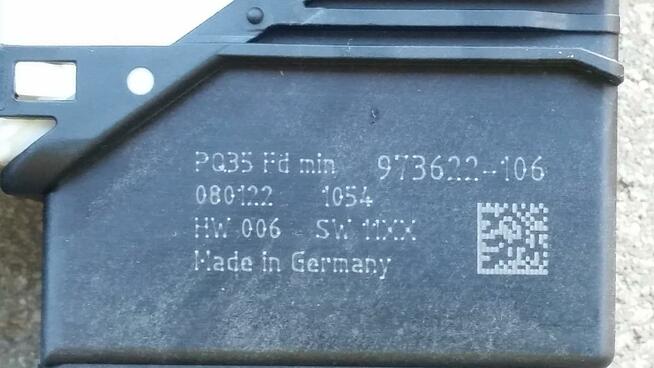 PQ35 Fd min 973622-106
080122 1054
HW 006 SW 11XX
Made in Germany